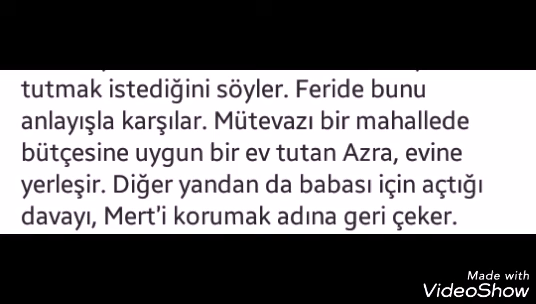 tutmak istediğini söyler. Feride bunu
anlayışla karşılar. Mütevazı bir mahallede
bütçesine uygun bir ev tutan Azra, evine
yerleşir. Diğer yandan da babası için açtığı
davayı, Mert'i korumak adına geri çeker.
Made with
VideoShow